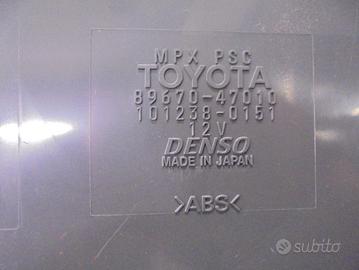 MPX PSC
TOYOTA
89670-47010
101238-0151
12V
DENSO
MADE IN JAPAN
>ABS<
subito